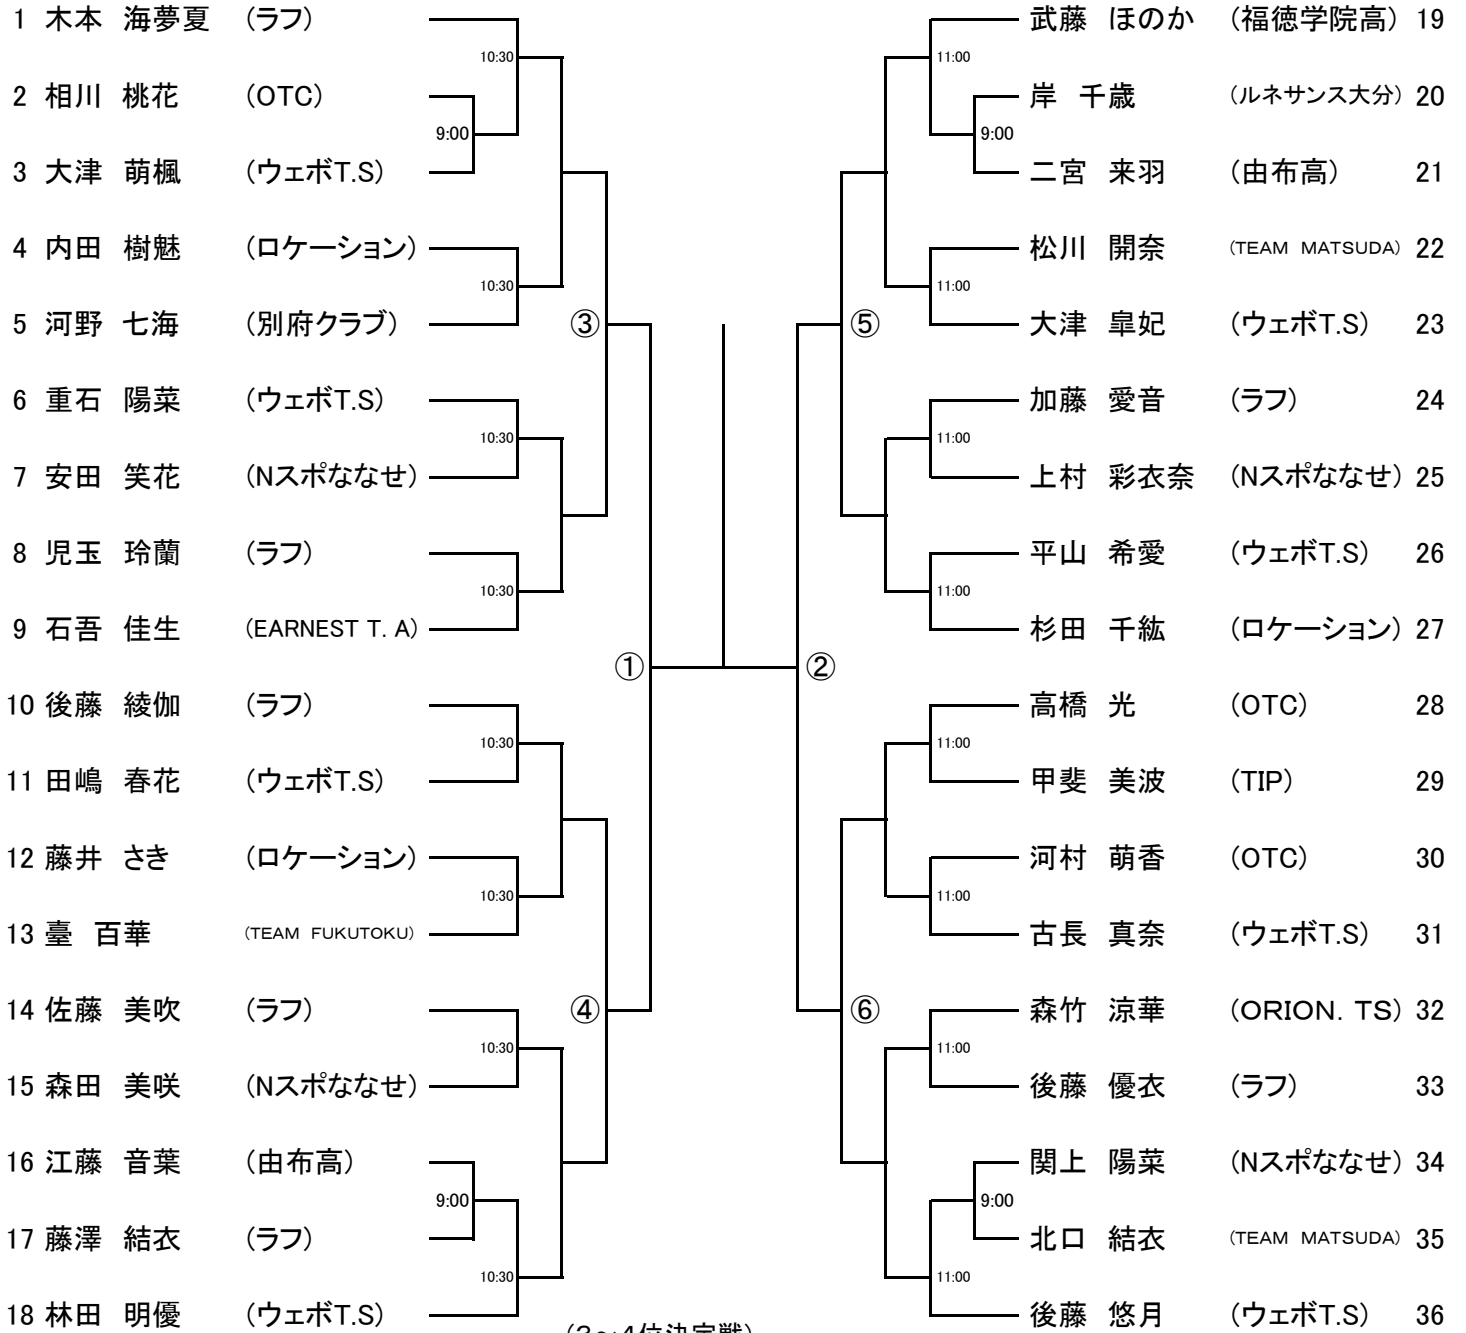 1 木本 海夢夏 (ラフ)
2 相川 桃花 (OTC)
3 大津 萌楓 (ウェボT.S)
4 内田 樹魅 (ロケーション)
5 河野 七海 (別府クラブ)
6 重石 陽菜 (ウェボT.S)
7 安田 笑花 (Nスポななせ)
8 児玉 玲蘭 (ラフ)
9 石吾 佳生 (EARNEST T. A)
10 後藤 綾伽 (ラフ)
11 田嶋 春花 (ウェボT.S)
12 藤井 さき (ロケーション)
13 臺 百華 (TEAM FUKUTOKU)
14 佐藤 美吹 (ラフ)
15 森田 美咲 (Nスポななせ)
16 江藤 音葉 (由布高)
17 藤澤 結衣 (ラフ)
18 林田 明優 (ウェボT.S)
10:30
9:00
10:30
10:30
10:30
10:30
10:30
10:30
9:00
10:30
③
①
④
⑤
②
⑥
11:00
9:00
11:00
11:00
11:00
11:00
11:00
11:00
9:00
11:00
武藤 ほのか (福徳学院高) 19
岸 千歳 (ルネサンス大分) 20
二宮 来羽 (由布高) 21
松川 開奈 (TEAM MATSUDA) 22
大津 皐妃 (ウェボT.S) 23
加藤 愛音 (ラフ) 24
上村 彩衣奈 (Nスポななせ) 25
平山 希愛 (ウェボT.S) 26
杉田 千紘 (ロケーション) 27
高橋 光 (OTC) 28
甲斐 美波 (TIP) 29
河村 萌香 (OTC) 30
古長 真奈 (ウェボT.S) 31
森竹 涼華 (ORION. TS) 32
後藤 優衣 (ラフ) 33
関上 陽菜 (Nスポななせ) 34
北口 結衣 (TEAM MATSUDA) 35
後藤 悠月 (ウェボT.S) 36
(3~4位決定戦)